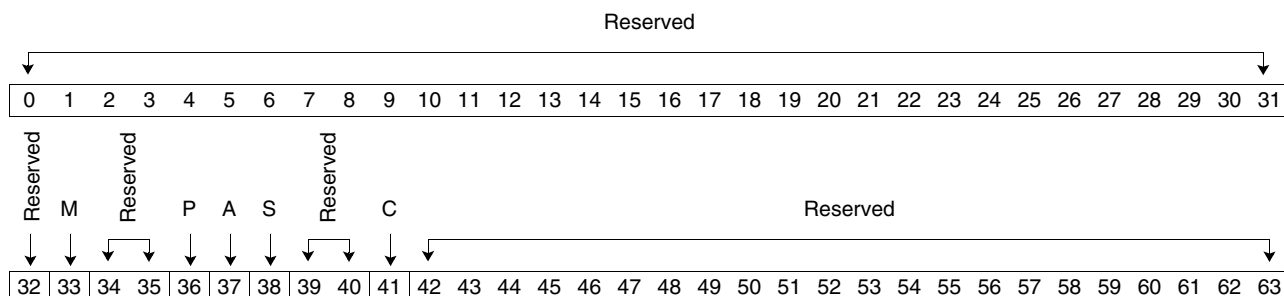 Reserved
0 1 2 3 4 5 6 7 8 9 10 11 12 13 14 15 16 17 18 19 20 21 22 23 24 25 26 27 28 29 30 31
Reserved M Reserved P A S Reserved C Reserved
32 33 34 35 36 37 38 39 40 41 42 43 44 45 46 47 48 49 50 51 52 53 54 55 56 57 58 59 60 61 62 63